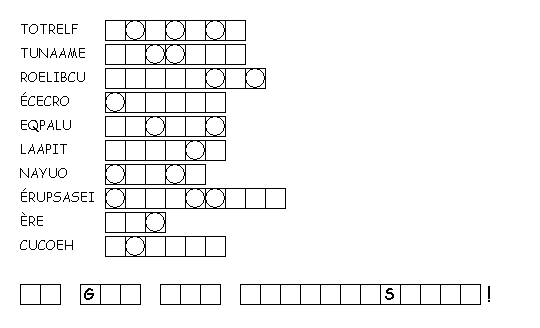 TOTRELF
TUNAAME
ROELIBCU
ÉCECRO
EQPALU
LAAPIT
NAYUO
ÉRUPSASEI
ÈRE
CUCOEH
G S !